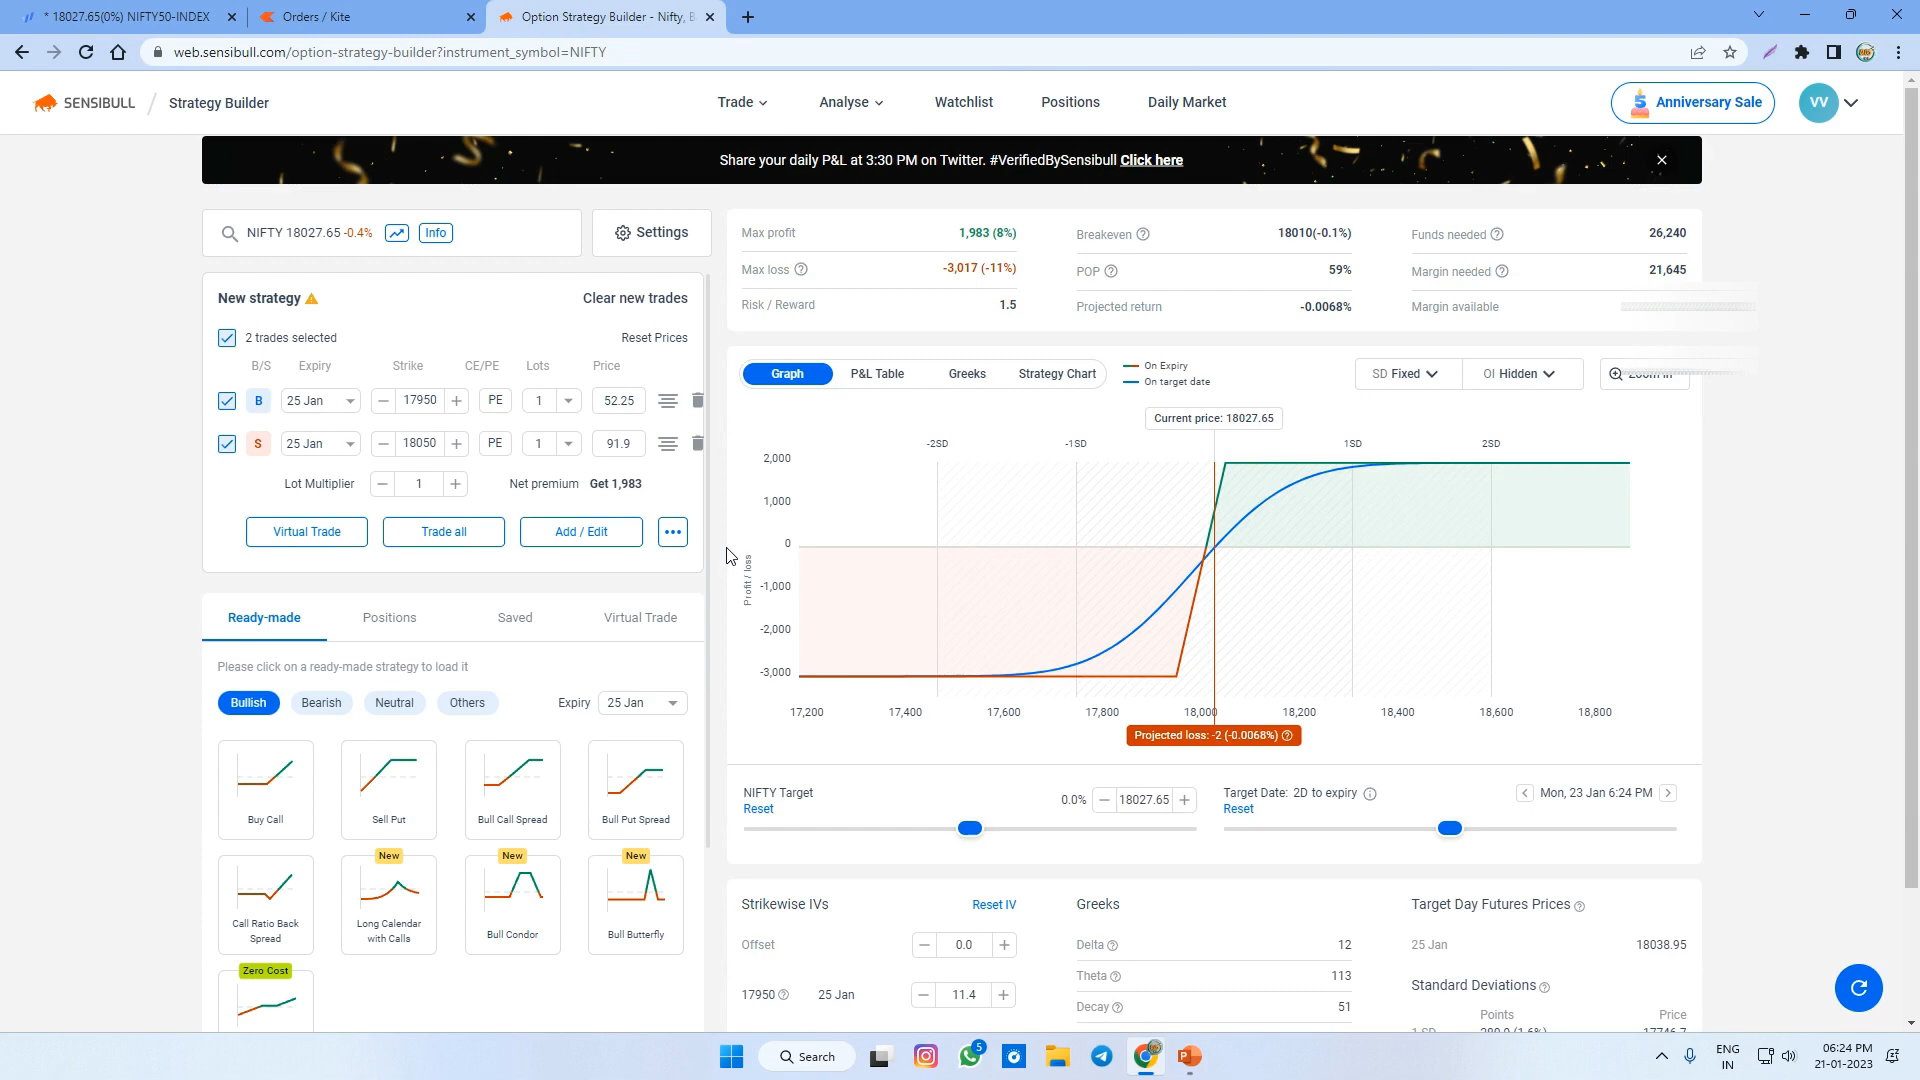 * 18027.65(0%) NIFTY50-INDEX
Orders / Kite
Option Strategy Builder - Nifty, B
web.sensibull.com/option-strategy-builder?instrument_symbol=NIFTY
SENSIBULL / Strategy Builder
Trade
Analyse
Watchlist
Positions
Daily Market
5 Anniversary Sale
VV
Share your daily P&L at 3:30 PM on Twitter. #VerifiedBySensibull Click here
NIFTY 18027.65 -0.4% Info
Settings
New strategy
Clear new trades
2 trades selected
Reset Prices
B/S Expiry Strike CE/PE Lots Price
B 25 Jan 17950 PE 1 52.25
S 25 Jan 18050 PE 1 91.9
Lot Multiplier 1 Net premium Get 1,983
Virtual Trade
Trade all
Add / Edit
Ready-made
Positions
Saved
Virtual Trade
Please click on a ready-made strategy to load it
Bullish
Bearish
Neutral
Others
Expiry 25 Jan
Buy Call
Sell Put
Bull Call Spread
Bull Put Spread
Call Ratio Back
Spread
New
Long Calendar
with Calls
New
Bull Condor
New
Bull Butterfly
Zero Cost
Max profit 1,983 (8%)
Max loss -3,017 (-11%)
Risk / Reward 1.5
Breakeven 18010(-0.1%)
POP 59%
Projected return -0.0068%
Funds needed 26,240
Margin needed 21,645
Margin available
Graph
P&L Table
Greeks
Strategy Chart
On Expiry
On target date
SD Fixed
OI Hidden
Current price: 18027.65
-2SD -1SD 1SD 2SD
2,000
1,000
0
-1,000
-2,000
-3,000
Profit / loss
17,200 17,400 17,600 17,800 18,000 18,200 18,400 18,600 18,800
Projected loss: -2 (-0.0068%)
NIFTY Target
Reset
0.0% 18027.65
Target Date: 2D to expiry
Reset
Mon, 23 Jan 6:24 PM
Strikewise IVs Reset IV
Offset 0.0
17950 25 Jan 11.4
Greeks
Delta 12
Theta 113
Decay 51
Target Day Futures Prices
25 Jan 18038.95
Standard Deviations
Points Price
Search
5
ENG
IN
06:24 PM
21-01-2023